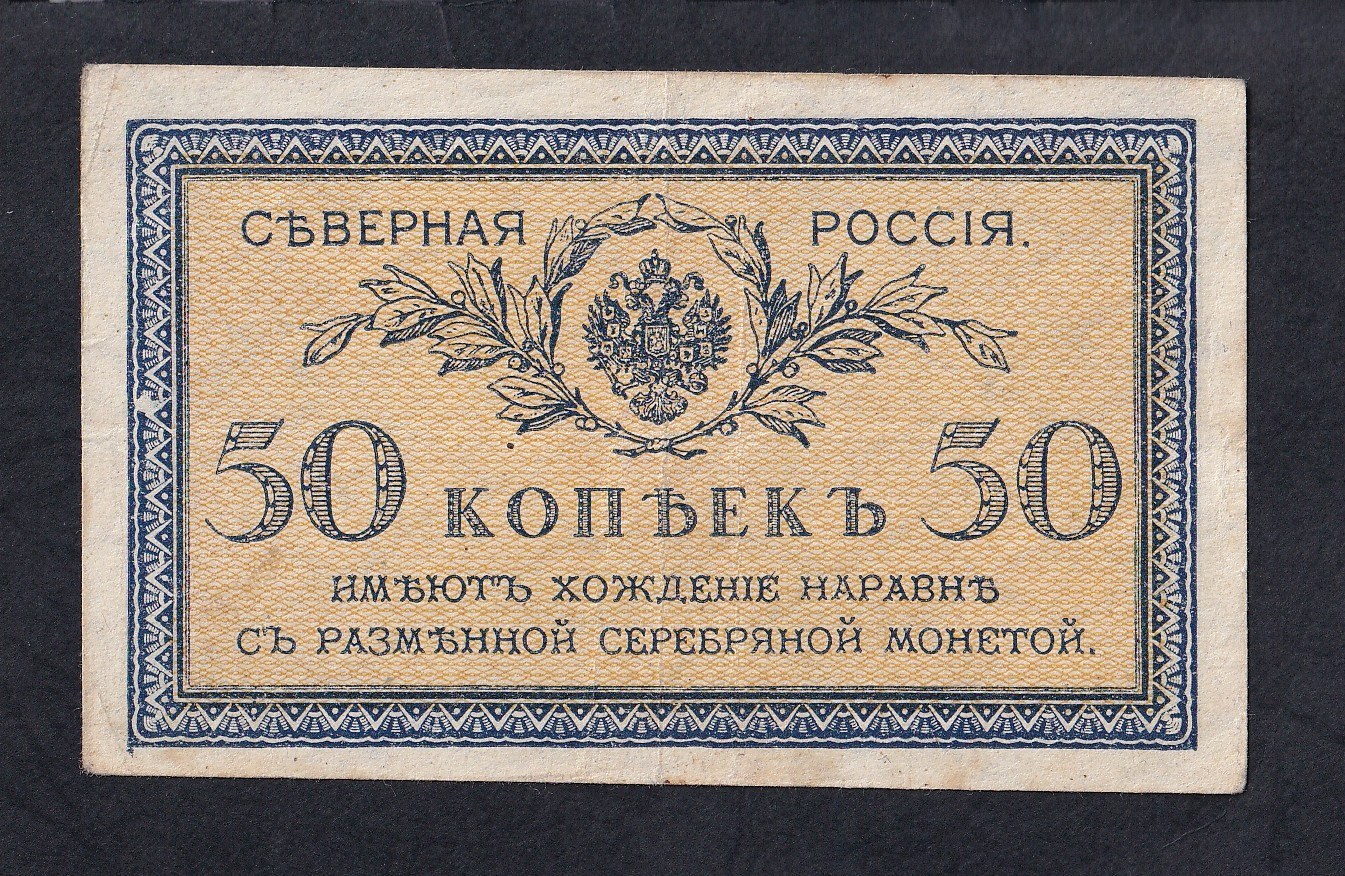 СѢВЕРНАЯ РОССІЯ.
50 КОПѢЕКЪ 50
ИМѢЮТЪ ХОЖДЕНІЕ НАРАВНѢ
СЪ РАЗМѢННОЙ СЕРЕБРЯНОЙ МОНЕТОЙ.